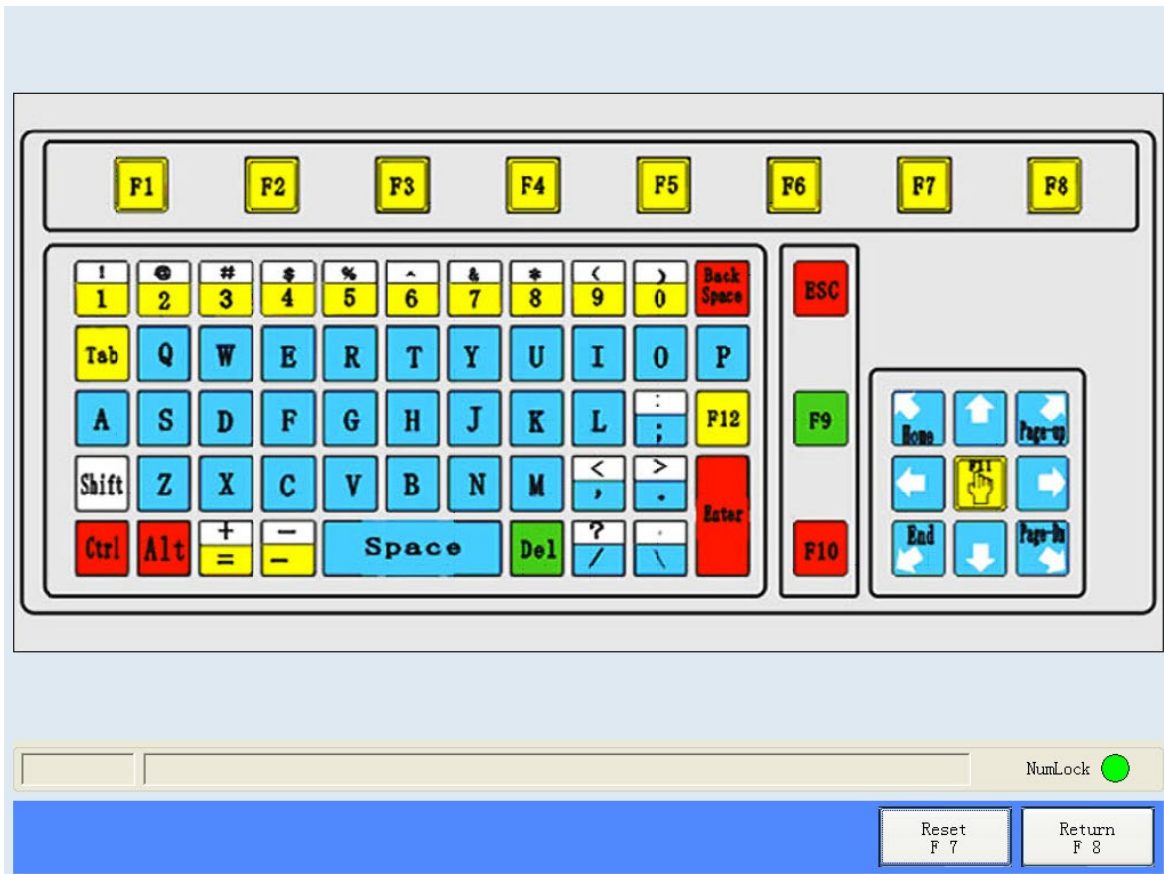 F1 F2 F3 F4 F5 F6 F7 F8
! @ # $ % ^ & * ( ) Back
1 2 3 4 5 6 7 8 9 0 Space
ESC
Tab Q W E R T Y U I O P
A S D F G H J K L : ; F12
F9
Home Page-up
Shift Z X C V B N M < , > .
Enter
F11
Ctrl Alt + = — – Space Del ? / . \
F10
End Page-Dn
NumLock
Reset
F 7
Return
F 8